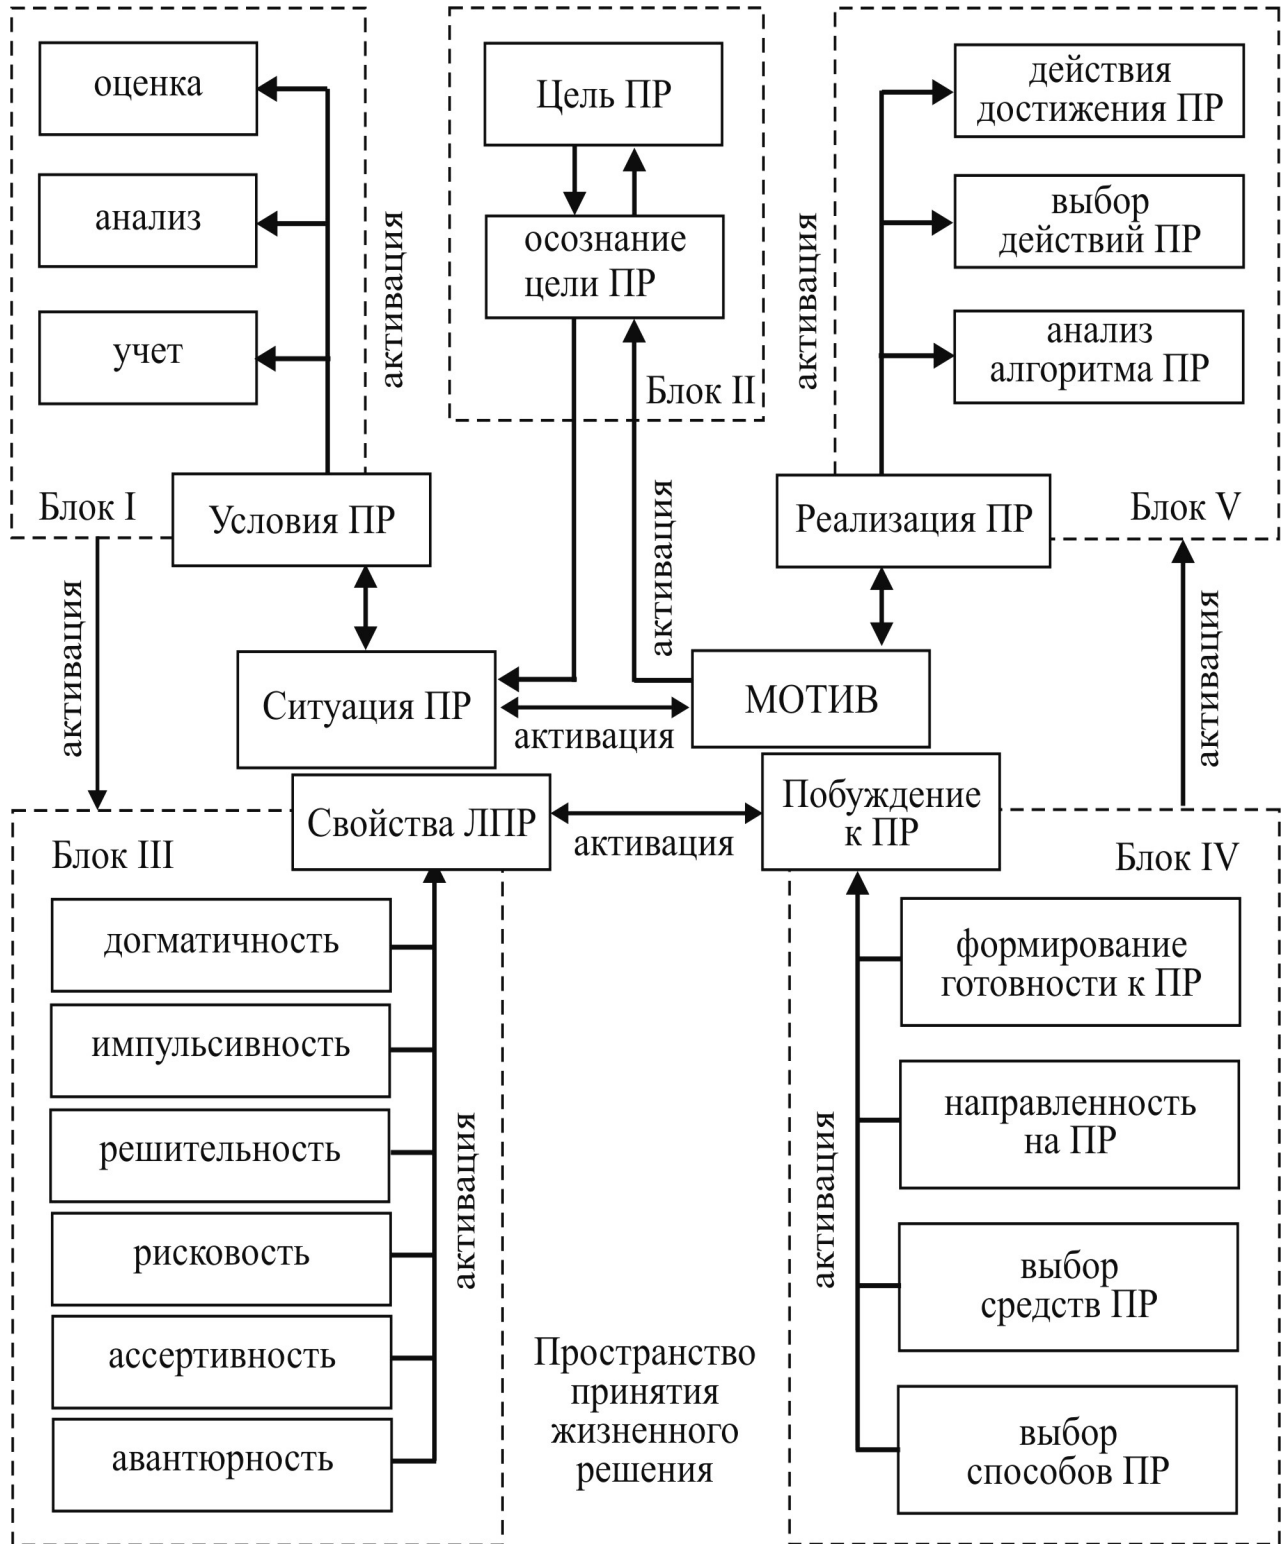 оценка
анализ
учет
активация
Блок I
Условия ПР
Цель ПР
осознание
цели ПР
Блок II
активация
действия
достижения ПР
выбор
действий ПР
анализ
алгоритма ПР
активация
Реализация ПР
Блок V
активация
Ситуация ПР
активация
МОТИВ
активация
Свойства ЛПР
активация
Побуждение
к ПР
Блок III
догматичность
импульсивность
решительность
рисковость
ассертивность
авантюрность
активация
Пространство
принятия
жизненного
решения
Блок IV
активация
формирование
готовности к ПР
направленность
на ПР
выбор
средств ПР
выбор
способов ПР